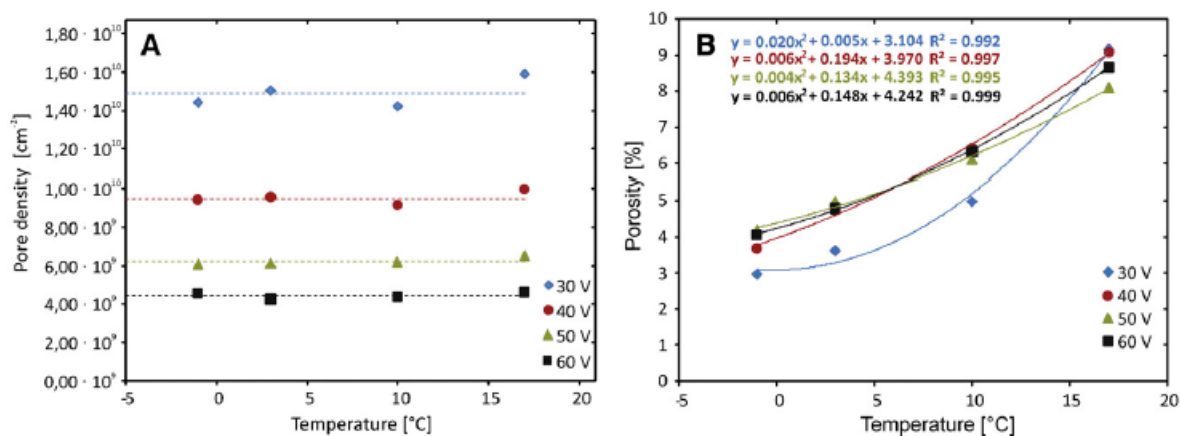 A
Pore density [cm⁻²]
1,80 · 10¹⁰
1,60 · 10¹⁰
1,40 · 10¹⁰
1,20 · 10¹⁰
1,00 · 10¹⁰
8,00 · 10⁹
6,00 · 10⁹
4,00 · 10⁹
2,00 · 10⁹
0,00 · 10⁹
-5 0 5 10 15 20
Temperature [°C]
30 V
40 V
50 V
60 V
B
y = 0.020x² + 0.005x + 3.104 R² = 0.992
y = 0.006x² + 0.194x + 3.970 R² = 0.997
y = 0.004x² + 0.134x + 4.393 R² = 0.995
y = 0.006x² + 0.148x + 4.242 R² = 0.999
Porosity [%]
10
9
8
7
6
5
4
3
2
1
0
-5 0 5 10 15 20
Temperature [°C]
30 V
40 V
50 V
60 V